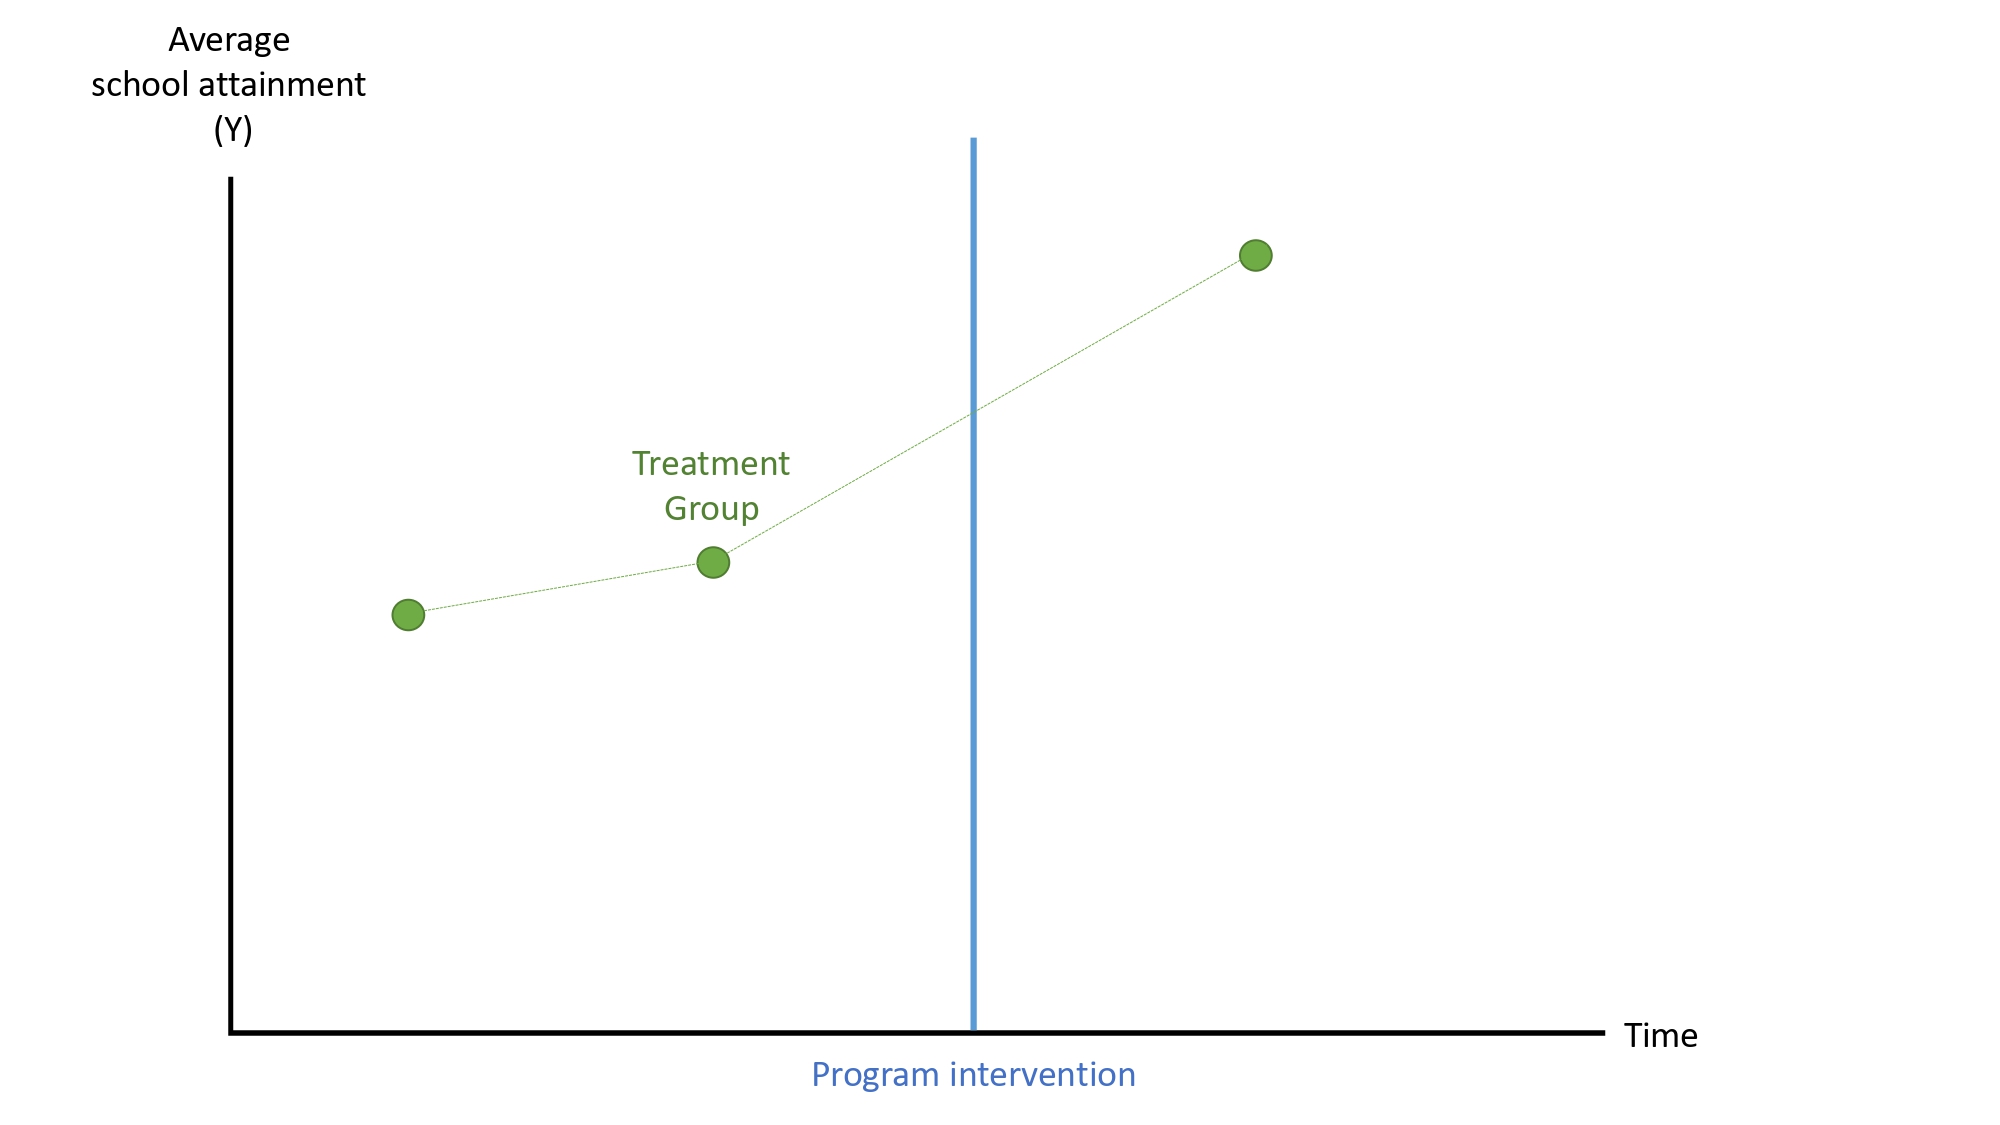 Average
school attainment
(Y)
Treatment
Group
Time
Program intervention